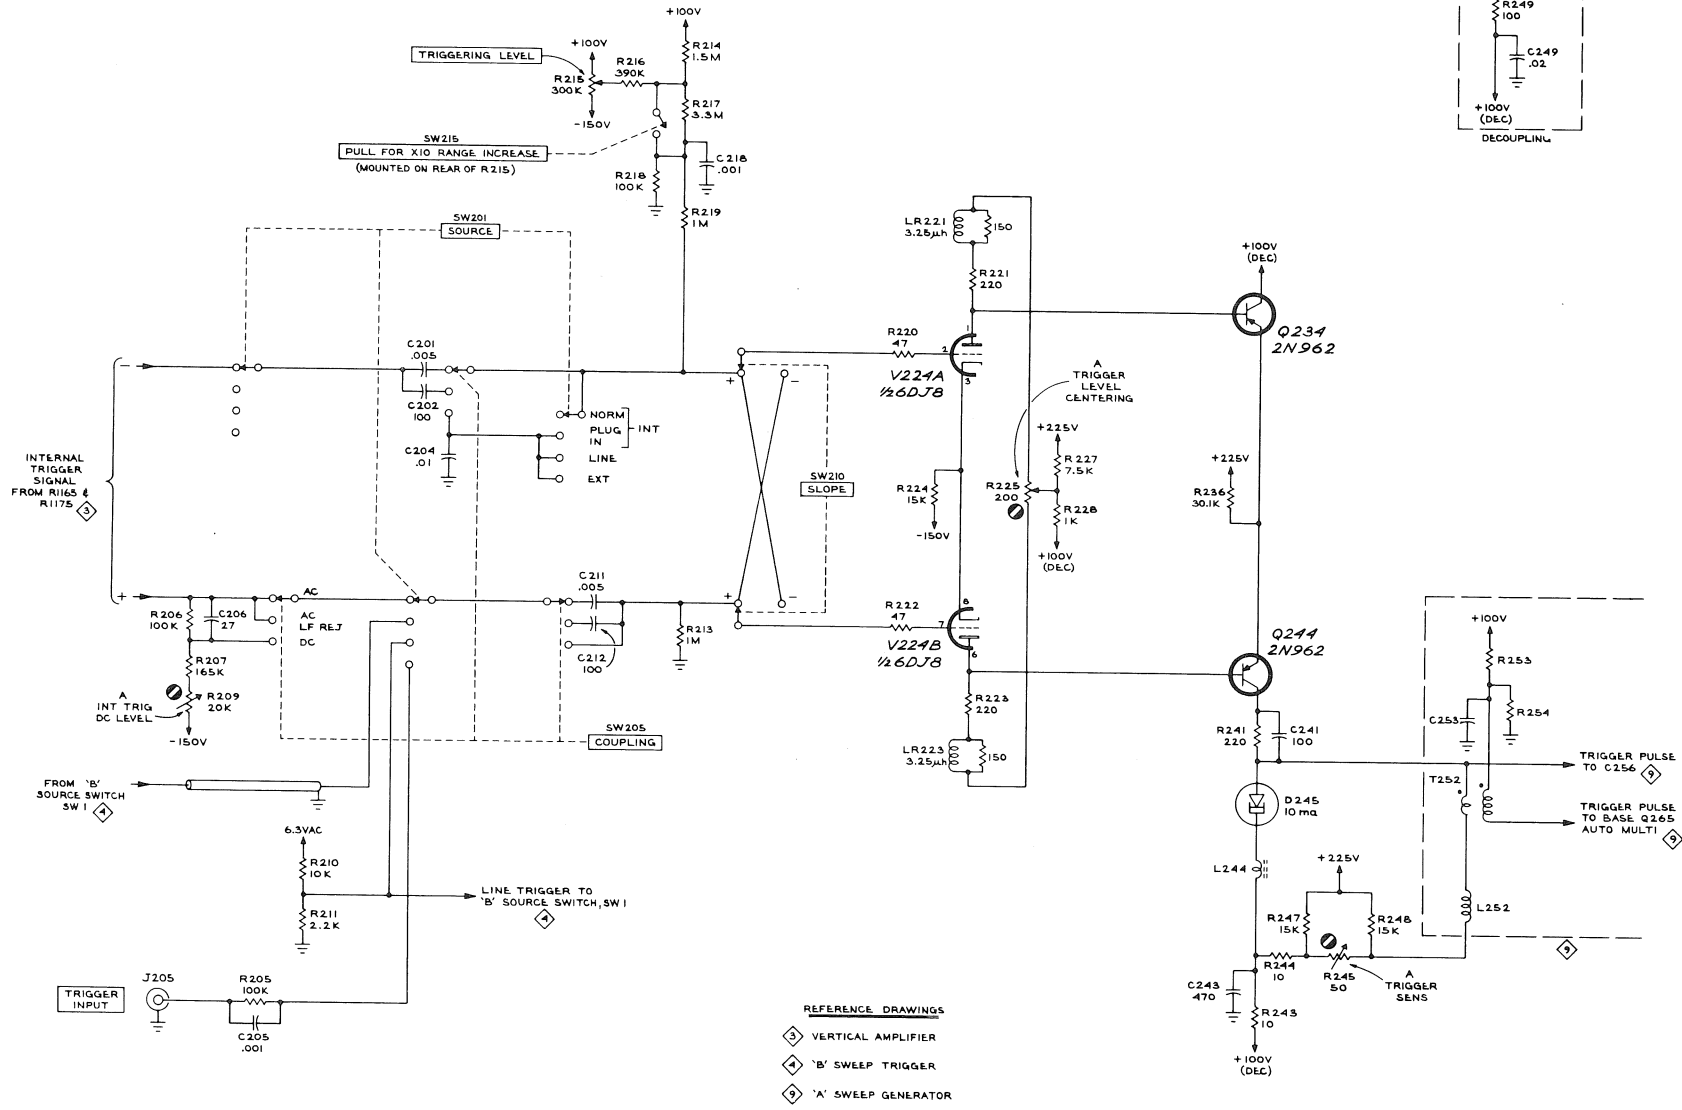 +100V
R214
1.5M
+100V
TRIGGERING LEVEL
R215
300K
R216
390K
-150V
R217
3.3M
SW215
PULL FOR X10 RANGE INCREASE
(MOUNTED ON REAR OF R215)
C218
.001
R218
100K
R219
1M
R249
100
C249
.02
+100V
(DEC)
DECOUPLING
SW201
SOURCE
LR221
3.25µh
150
R221
220
+100V
(DEC)
Q234
2N962
C201
.005
C202
100
R220
47
1
2
3
V224A
½6DJ8
A
TRIGGER
LEVEL
CENTERING
–
+
–
NORM
PLUG
IN
INT
LINE
EXT
C204
.01
INTERNAL
TRIGGER
SIGNAL
FROM R1165 &
R1175
3
SW210
SLOPE
R224
15K
-150V
R225
200
+225V
R227
7.5K
R228
1K
+100V
(DEC)
+225V
R236
30.1K
+
AC
AC
LF REJ
DC
R206
100K
C206
27
R207
165K
R209
20K
A
INT TRIG
DC LEVEL
-150V
C211
.005
C212
100
R213
1M
+
–
R222
47
8
7
6
V224B
½6DJ8
R223
220
LR223
3.25µh
150
Q244
2N962
SW205
COUPLING
R241
220
C241
100
+100V
R253
C253
R254
TRIGGER PULSE
TO C256
9
T252
TRIGGER PULSE
TO BASE Q265
AUTO MULTI
9
FROM 'B'
SOURCE SWITCH
SW1
4
D245
10 ma
6.3VAC
R210
10K
R211
2.2K
LINE TRIGGER TO
'B' SOURCE SWITCH, SW1
4
L244
+225V
R247
15K
R248
15K
L252
9
R244
10
R245
50
A
TRIGGER
SENS
C243
470
R243
10
+100V
(DEC)
TRIGGER
INPUT
J205
R205
100K
C205
.001
REFERENCE DRAWINGS
3 VERTICAL AMPLIFIER
4 'B' SWEEP TRIGGER
9 'A' SWEEP GENERATOR